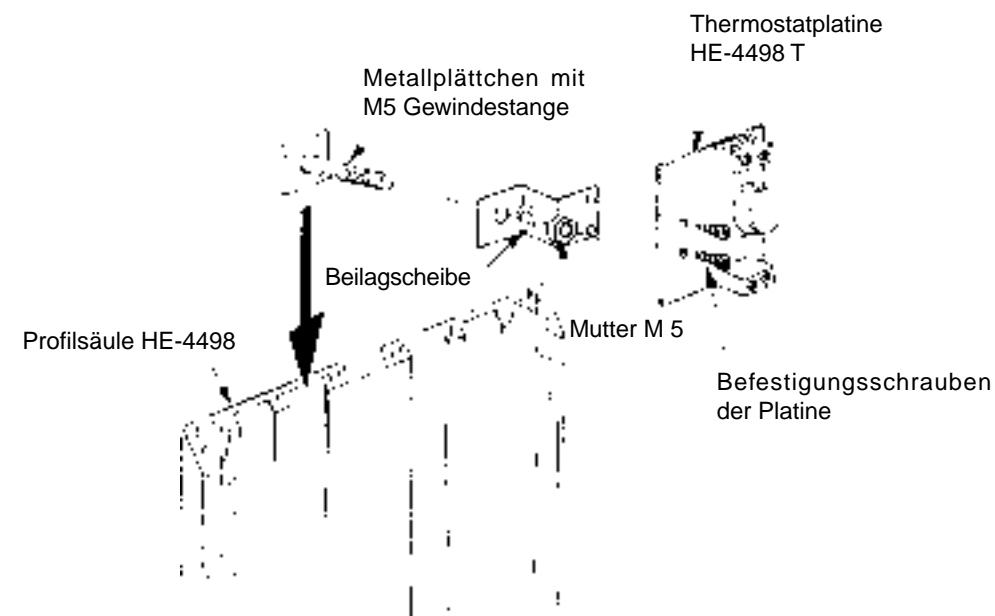 Thermostatplatine
HE-4498 T
Metallplättchen mit
M5 Gewindestange
Beilagscheibe
Profilsäule HE-4498
Mutter M 5
Befestigungsschrauben
der Platine